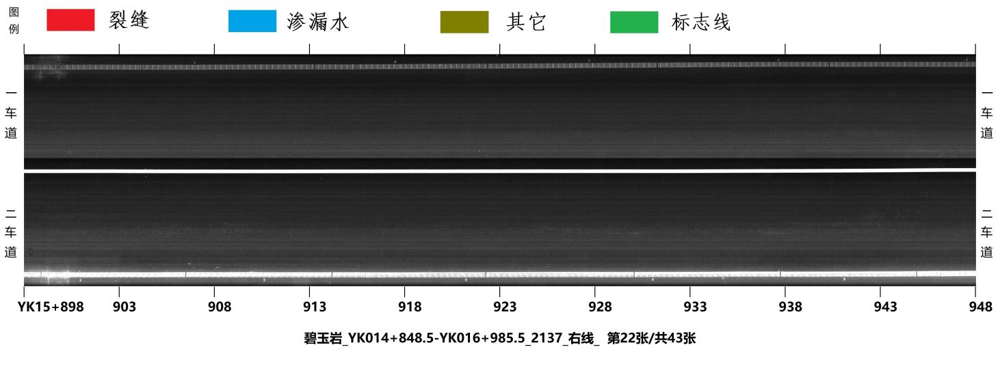 图例 裂缝 渗漏水 其它 标志线
一车道 一车道
二车道 二车道
YK15+898 903 908 913 918 923 928 933 938 943 948
碧玉岩_YK014+848.5-YK016+985.5_2137_右线_ 第22张/共43张